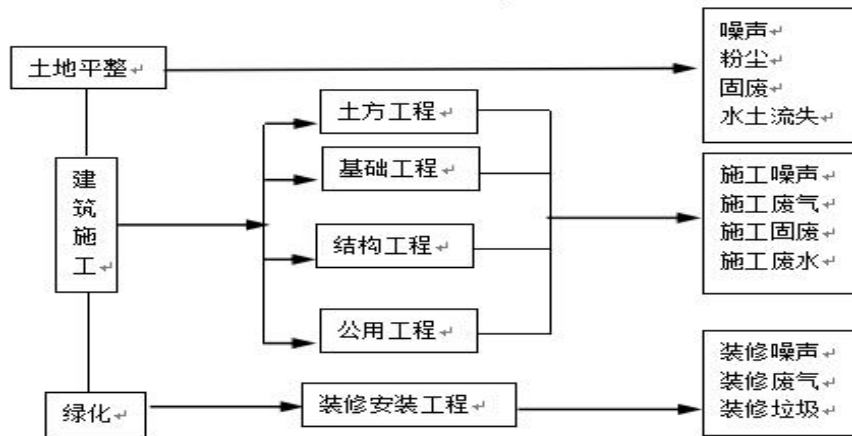 土地平整
噪声
粉尘
固废
水土流失
建
筑
施
工
土方工程
基础工程
结构工程
公用工程
施工噪声
施工废气
施工固废
施工废水
绿化
装修安装工程
装修噪声
装修废气
装修垃圾